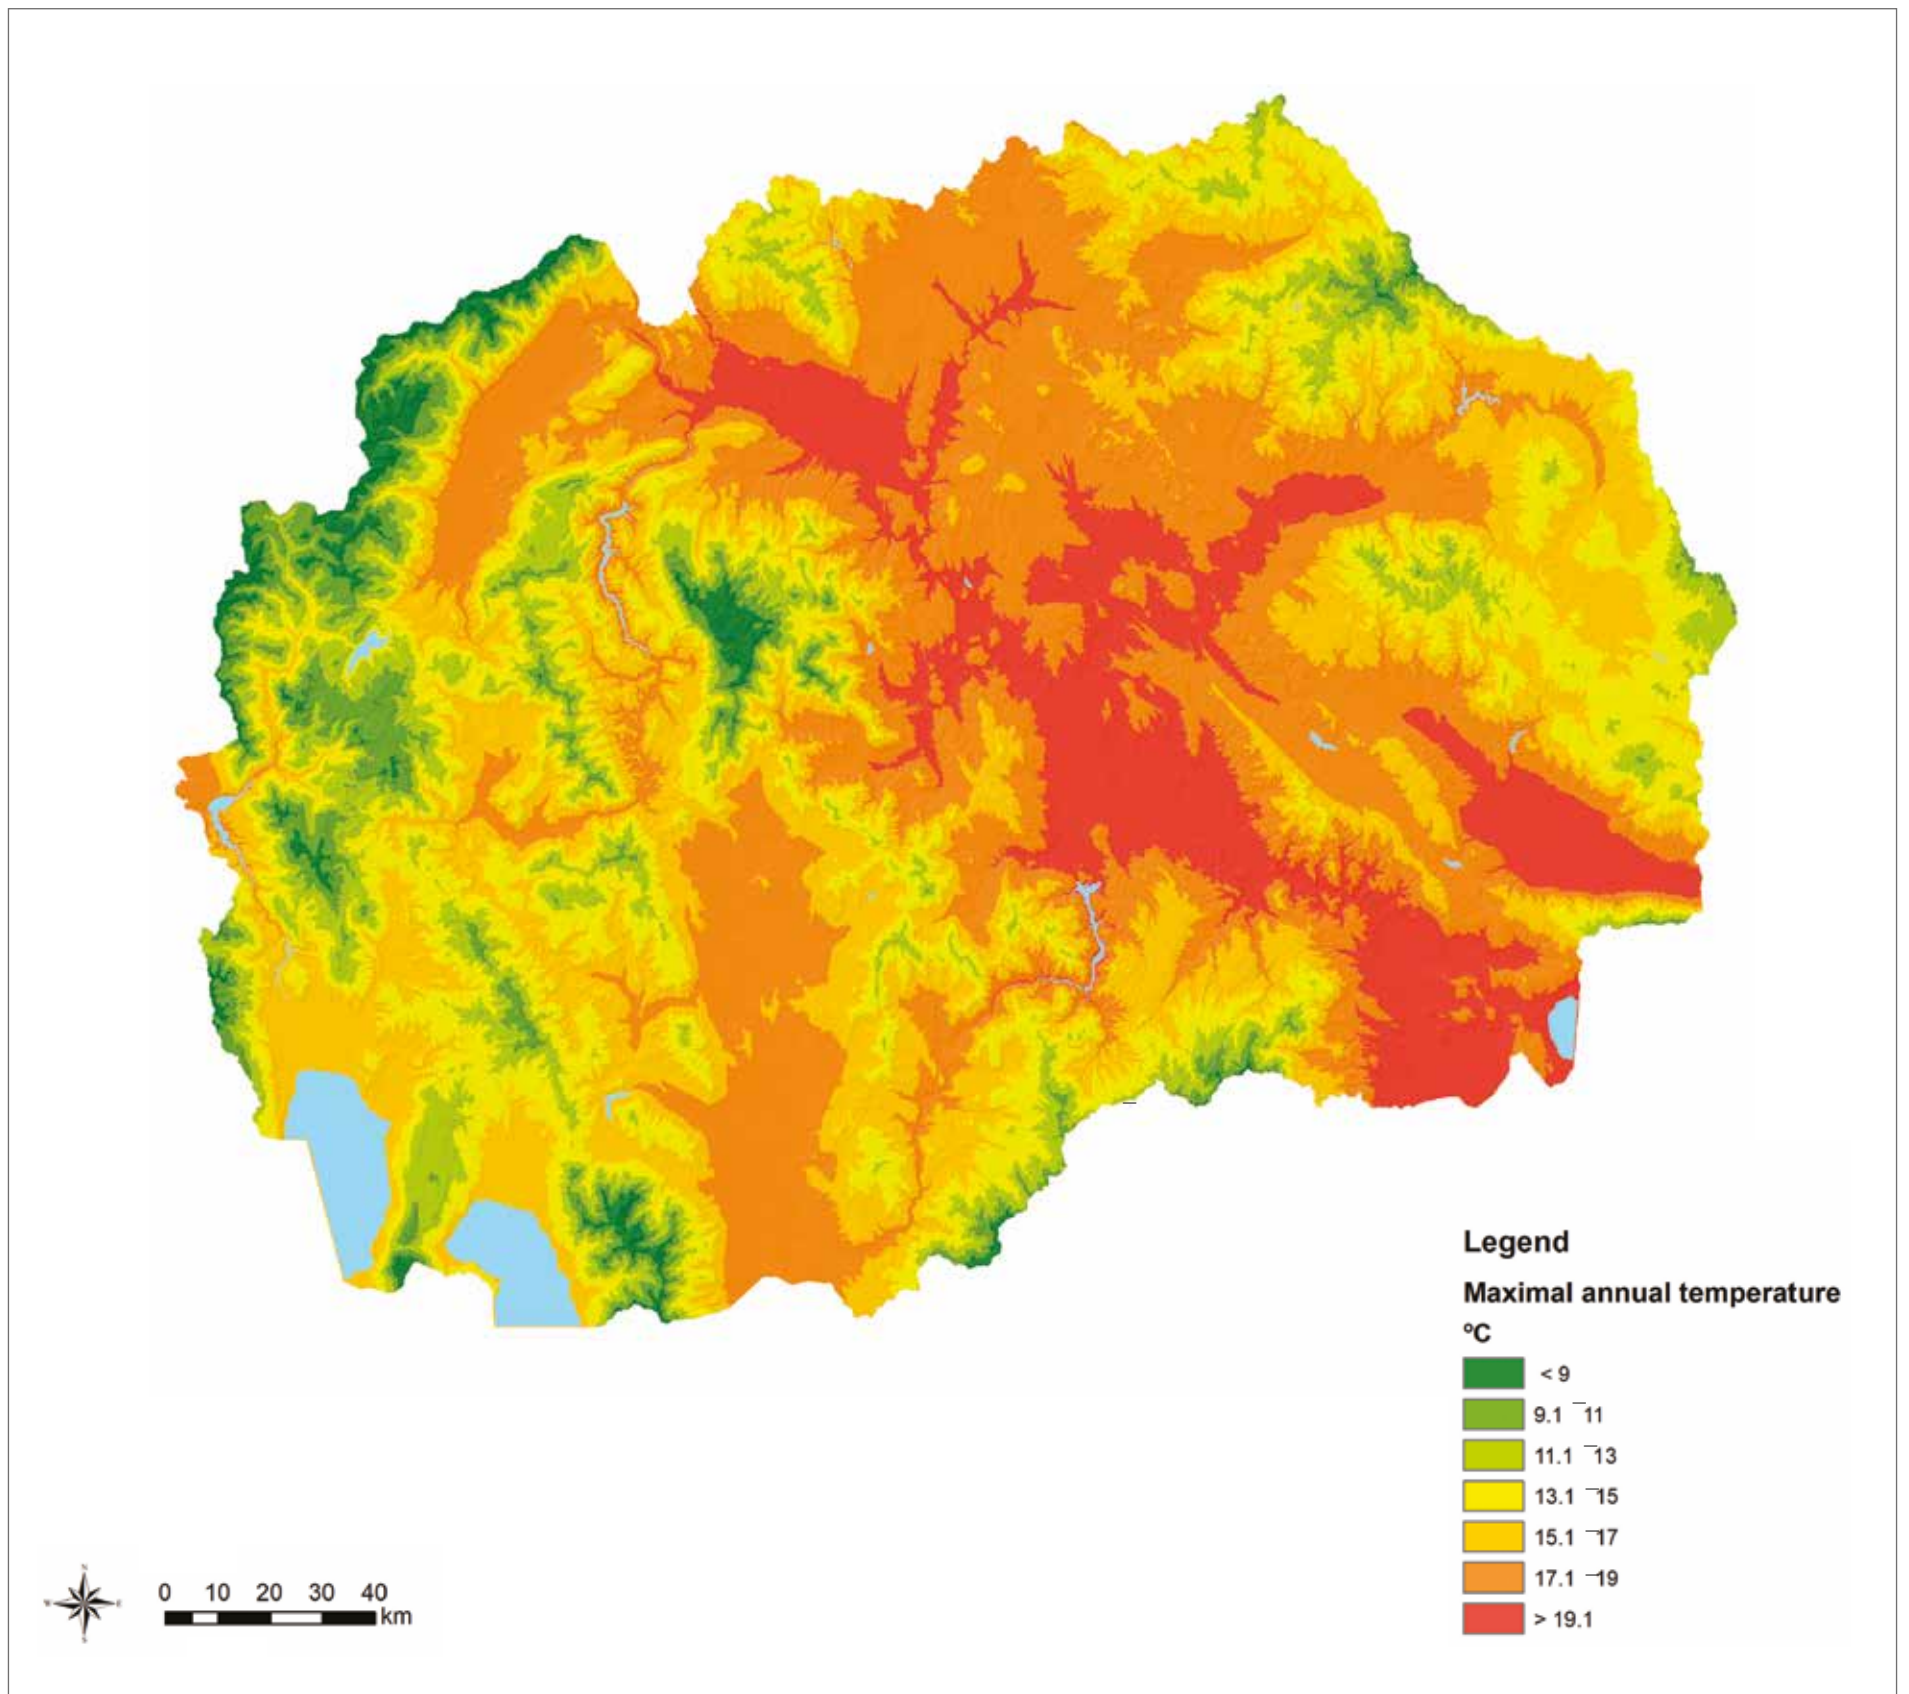 Legend
Maximal annual temperature
ºC
< 9
9.1 ¯11
11.1 ¯13
13.1 ¯15
15.1 ¯17
17.1 ¯19
> 19.1
N
W E
S
0 10 20 30 40
km